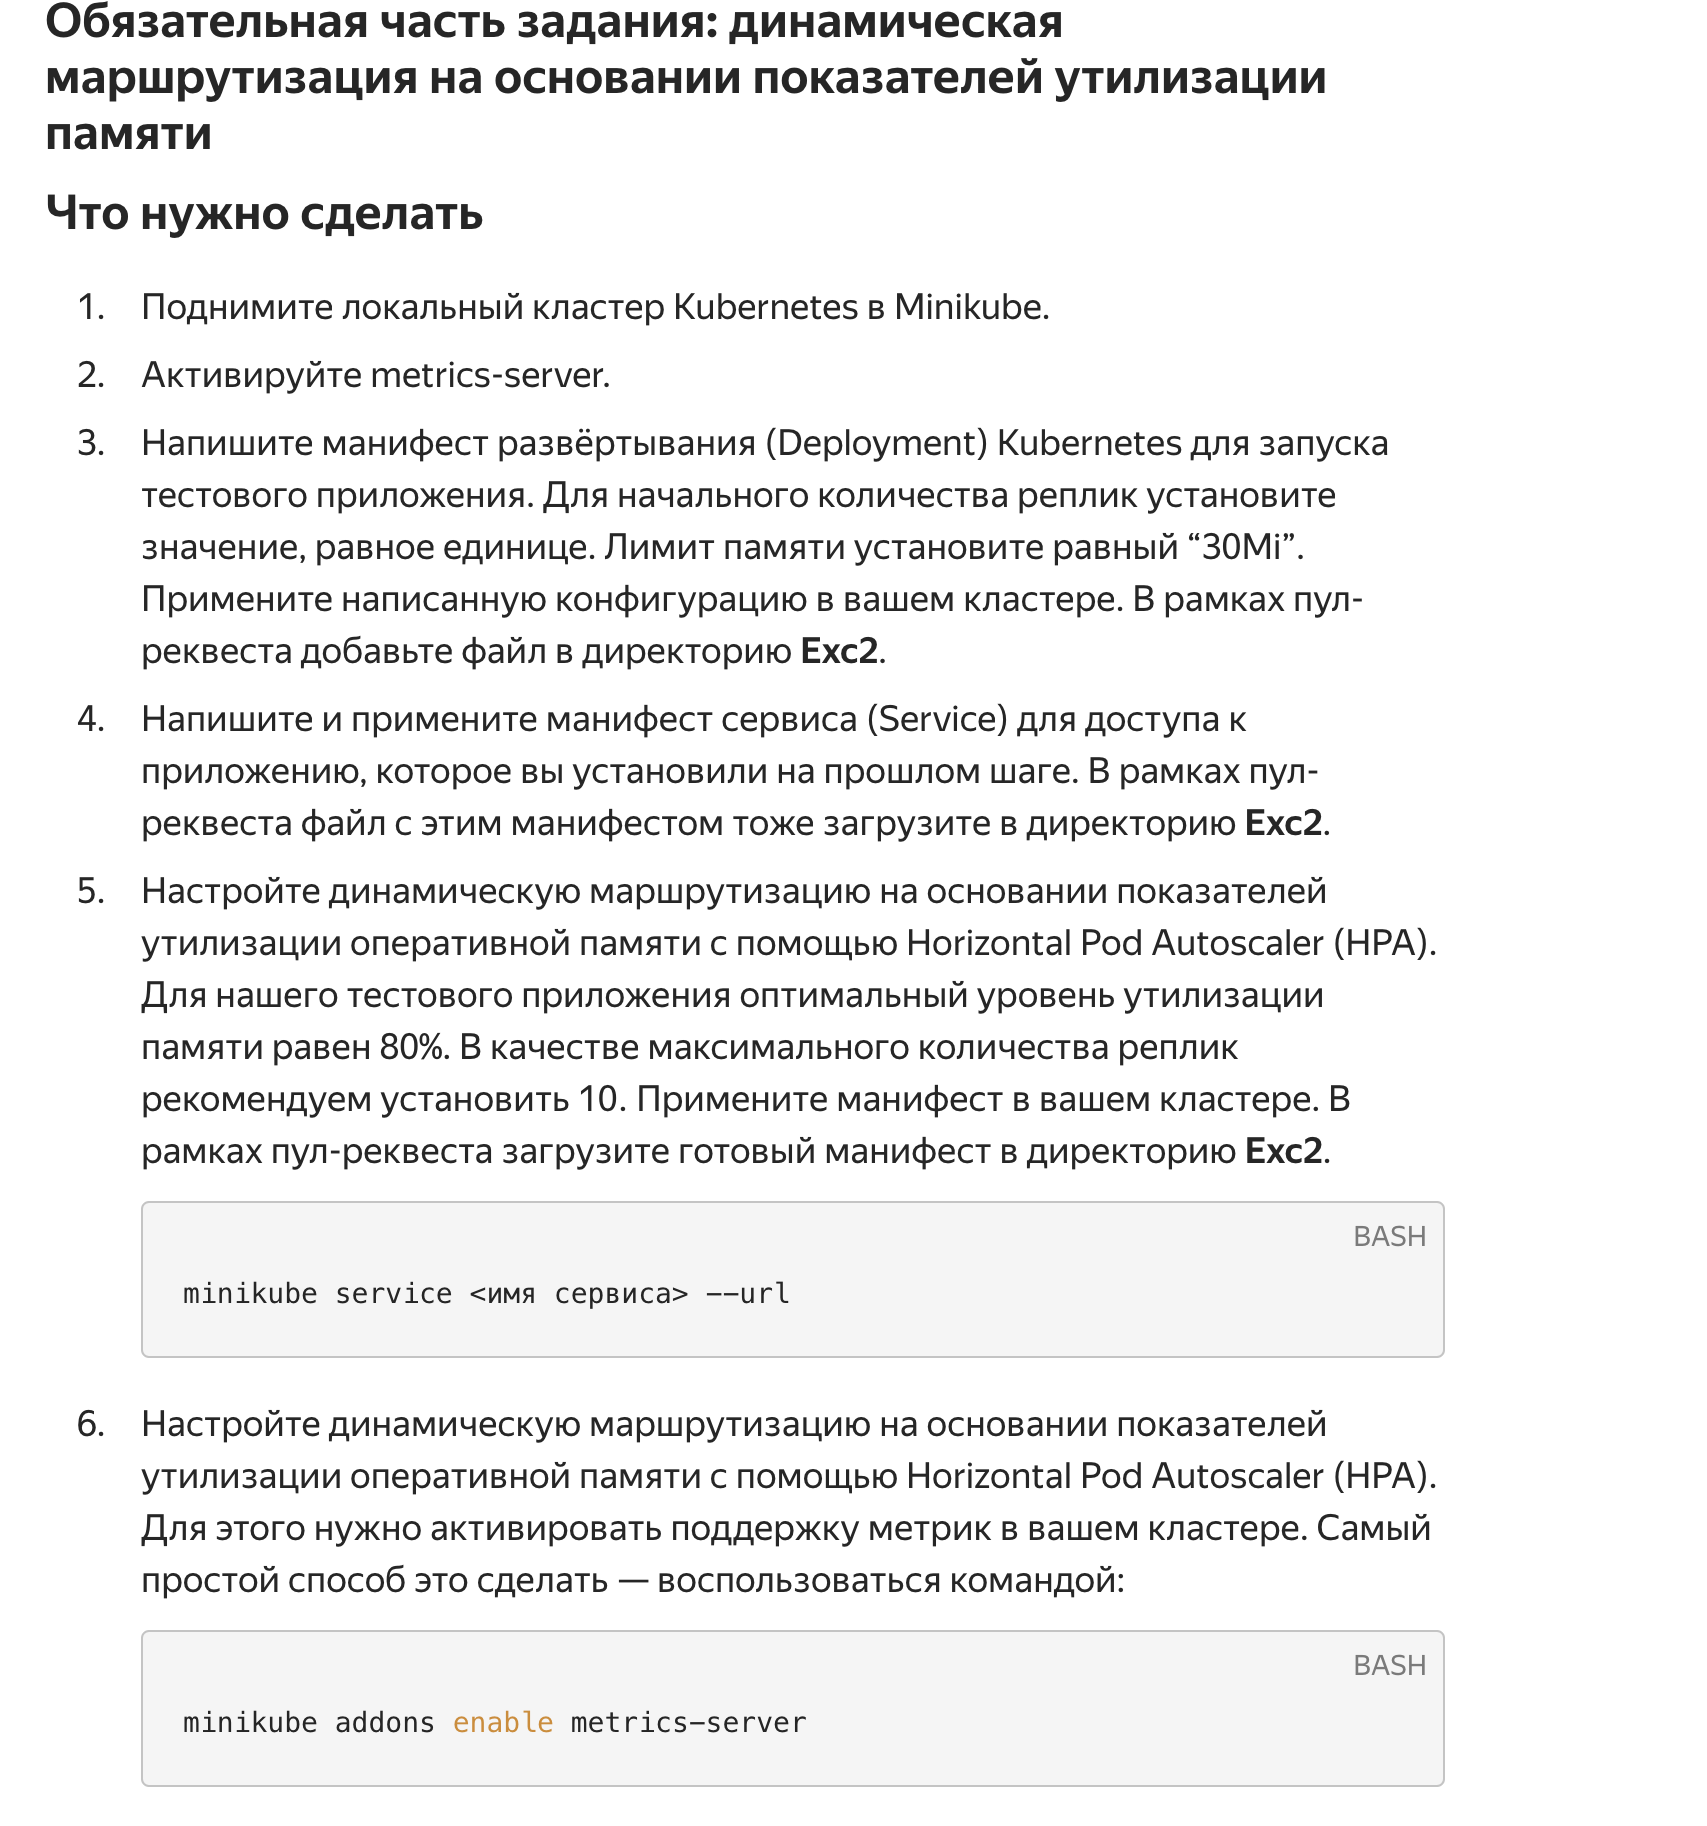 Обязательная часть задания: динамическая
маршрутизация на основании показателей утилизации
памяти
Что нужно сделать
1. Поднимите локальный кластер Kubernetes в Minikube.
2. Активируйте metrics-server.
3. Напишите манифест развёртывания (Deployment) Kubernetes для запуска
тестового приложения. Для начального количества реплик установите
значение, равное единице. Лимит памяти установите равный “30Mi”.
Примените написанную конфигурацию в вашем кластере. В рамках пул-
реквеста добавьте файл в директорию Exc2.
4. Напишите и примените манифест сервиса (Service) для доступа к
приложению, которое вы установили на прошлом шаге. В рамках пул-
реквеста файл с этим манифестом тоже загрузите в директорию Exc2.
5. Настройте динамическую маршрутизацию на основании показателей
утилизации оперативной памяти с помощью Horizontal Pod Autoscaler (HPA).
Для нашего тестового приложения оптимальный уровень утилизации
памяти равен 80%. В качестве максимального количества реплик
рекомендуем установить 10. Примените манифест в вашем кластере. В
рамках пул-реквеста загрузите готовый манифест в директорию Exc2.
BASH
minikube service <имя сервиса> --url
6. Настройте динамическую маршрутизацию на основании показателей
утилизации оперативной памяти с помощью Horizontal Pod Autoscaler (HPA).
Для этого нужно активировать поддержку метрик в вашем кластере. Самый
простой способ это сделать — воспользоваться командой:
BASH
minikube addons enable metrics-server